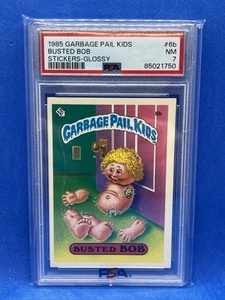 1985 GARBAGE PAIL KIDS #6b
BUSTED BOB NM
STICKERS-GLOSSY 7
PSA 85021750
GARBAGE PAIL KIDS
6b
BUSTED BOB
PSA